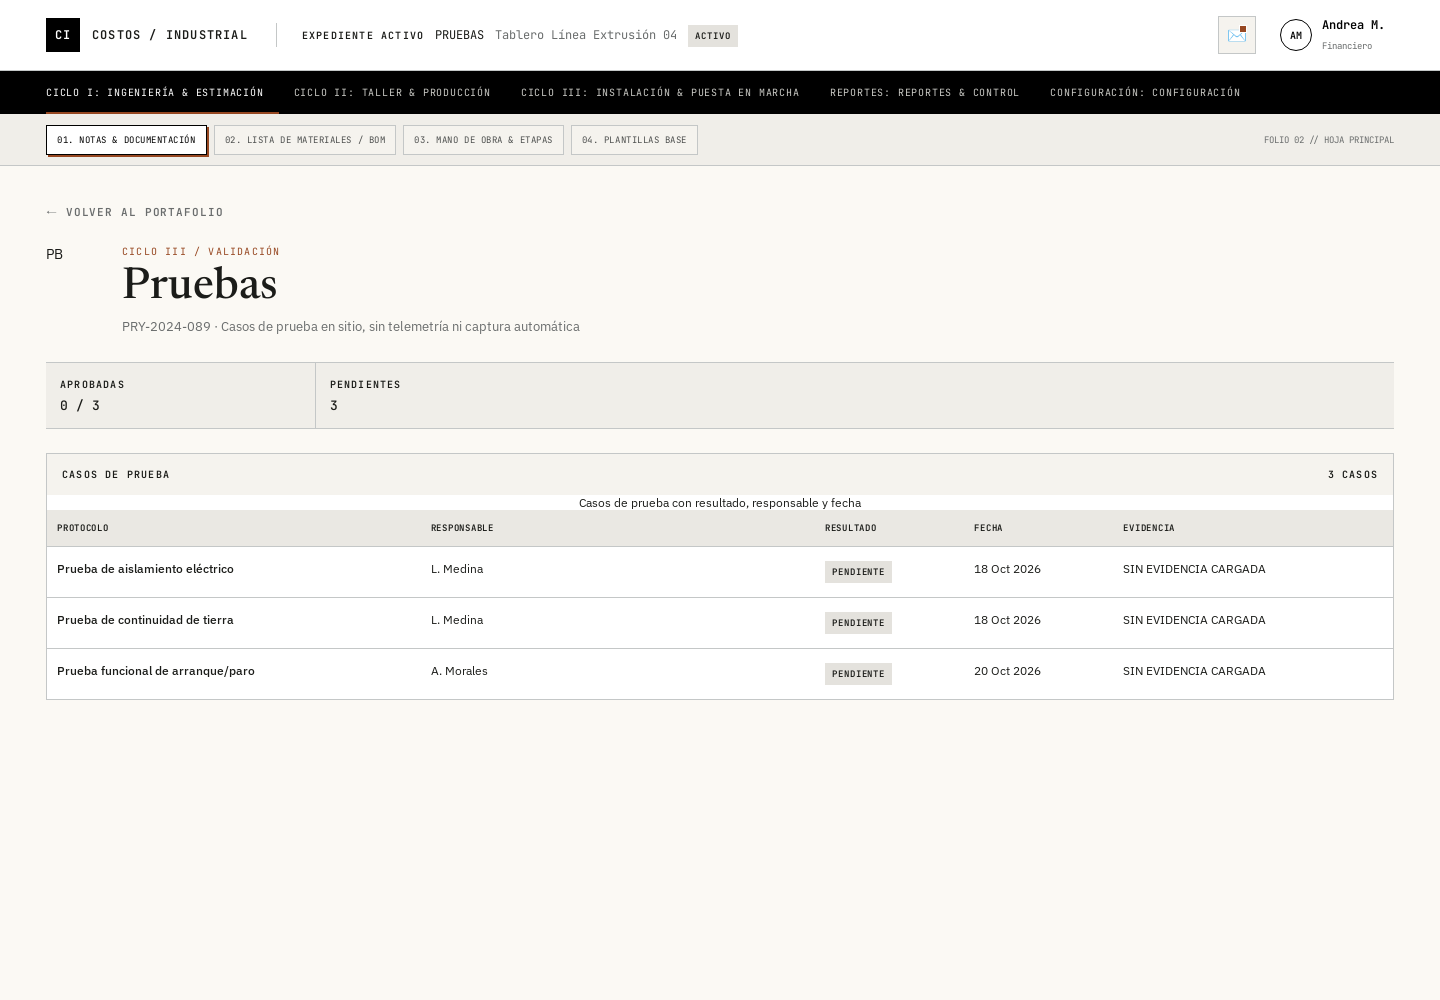 CI COSTOS / INDUSTRIAL EXPEDIENTE ACTIVO PRUEBAS Tablero Línea Extrusión 04 ACTIVO AM Andrea M.
Financiero
CICLO I: INGENIERÍA & ESTIMACIÓN CICLO II: TALLER & PRODUCCIÓN CICLO III: INSTALACIÓN & PUESTA EN MARCHA REPORTES: REPORTES & CONTROL CONFIGURACIÓN: CONFIGURACIÓN
01. NOTAS & DOCUMENTACIÓN 02. LISTA DE MATERIALES / BOM 03. MANO DE OBRA & ETAPAS 04. PLANTILLAS BASE FOLIO 02 // HOJA PRINCIPAL
← VOLVER AL PORTAFOLIO
PB CICLO III / VALIDACIÓN
Pruebas
PRY-2024-089 · Casos de prueba en sitio, sin telemetría ni captura automática
APROBADAS PENDIENTES
0 / 3 3
CASOS DE PRUEBA 3 CASOS
Casos de prueba con resultado, responsable y fecha
PROTOCOLO RESPONSABLE RESULTADO FECHA EVIDENCIA
Prueba de aislamiento eléctrico L. Medina PENDIENTE 18 Oct 2026 SIN EVIDENCIA CARGADA
Prueba de continuidad de tierra L. Medina PENDIENTE 18 Oct 2026 SIN EVIDENCIA CARGADA
Prueba funcional de arranque/paro A. Morales PENDIENTE 20 Oct 2026 SIN EVIDENCIA CARGADA